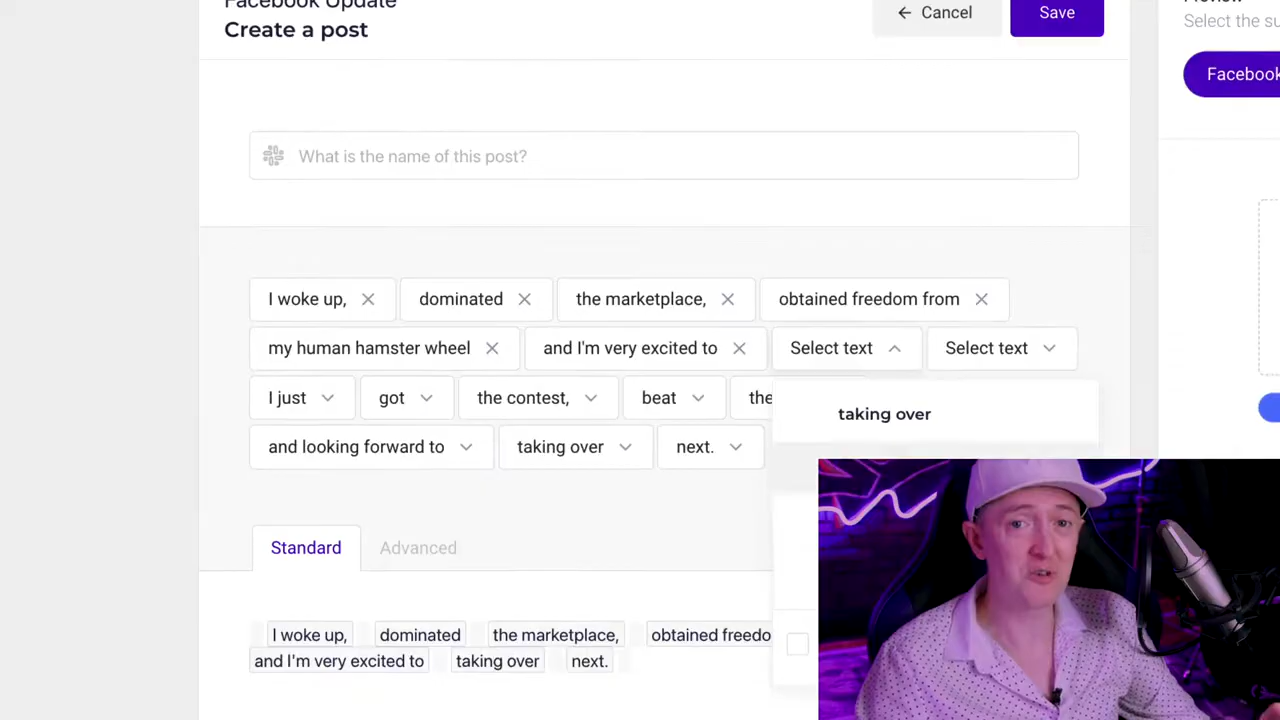 Facebook Update
Create a post
Cancel
Save
Select the su
Facebook
What is the name of this post?
I woke up,
dominated
the marketplace,
obtained freedom from
my human hamster wheel
and I'm very excited to
Select text
Select text
I just
got
the contest,
beat
the
taking over
and looking forward to
taking over
next.
Standard
Advanced
I woke up,
dominated
the marketplace,
obtained freedo
and I'm very excited to
taking over
next.